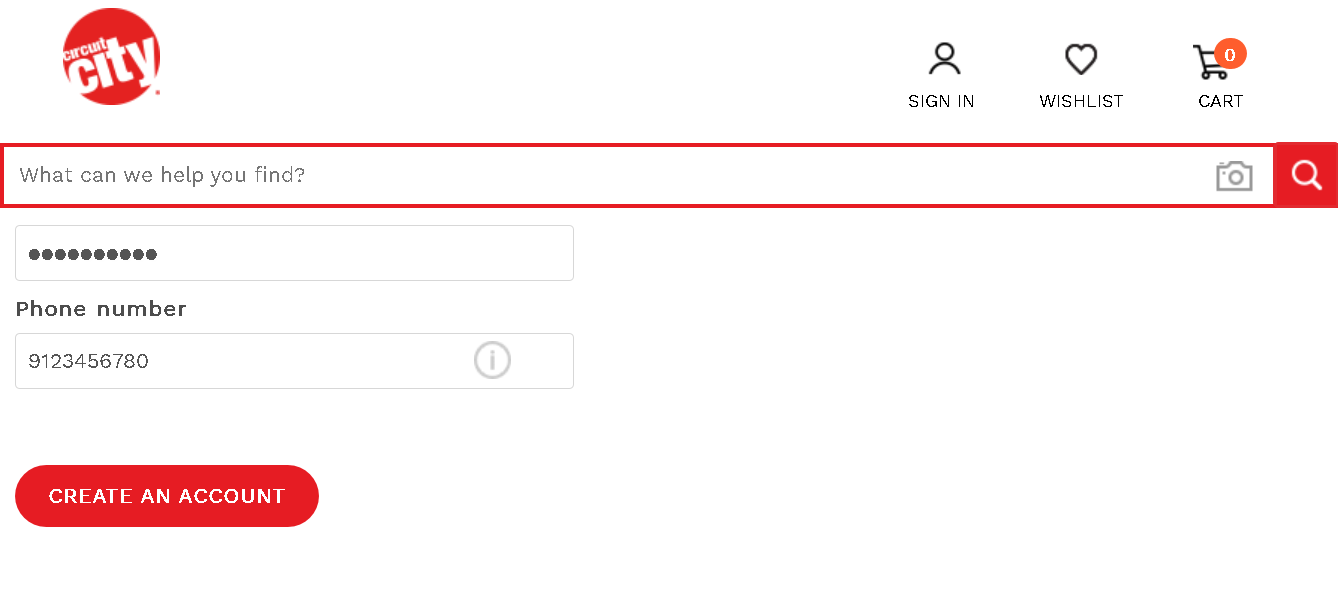 circuit
city
0
SIGN IN
WISHLIST
CART
What can we help you find?
••••••••••
Phone number
9123456780
CREATE AN ACCOUNT